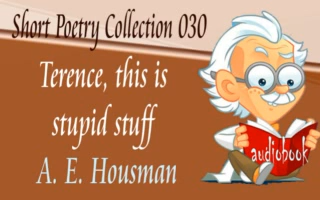 Short Poetry Collection 030
Terence, this is
stupid stuff
A. E. Housman
audiobook